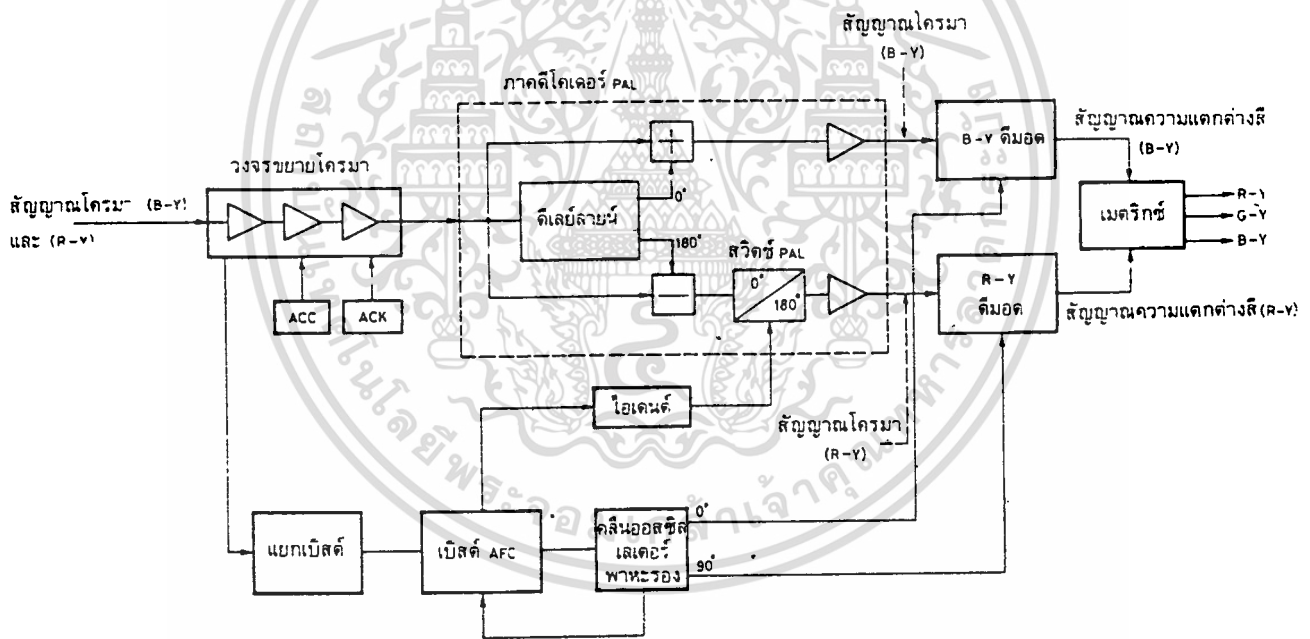 สัญญาณโครมา
(B-Y)
ภาคดีโคเดอร์ PAL
B-Y ดีมอด
สัญญาณความแตกต่างสี
(B-Y)
วงจรขยายโครมา
สัญญาณโครมา (B-Y)
และ (R-Y)
ดีเลย์ลายน์
0°
180°
สวิตช์ PAL
0°
180°
เมตริกซ์
R-Y
G-Y
B-Y
R-Y
ดีมอด
สัญญาณความแตกต่างสี (R-Y)
ACC
ACK
ไอเดนต์
สัญญาณโครมา
(R-Y)
แยกเบิสต์
เบิสต์ AFC
คลื่นออสซิล
เลเตอร์
พาหะรอง
0°
90°